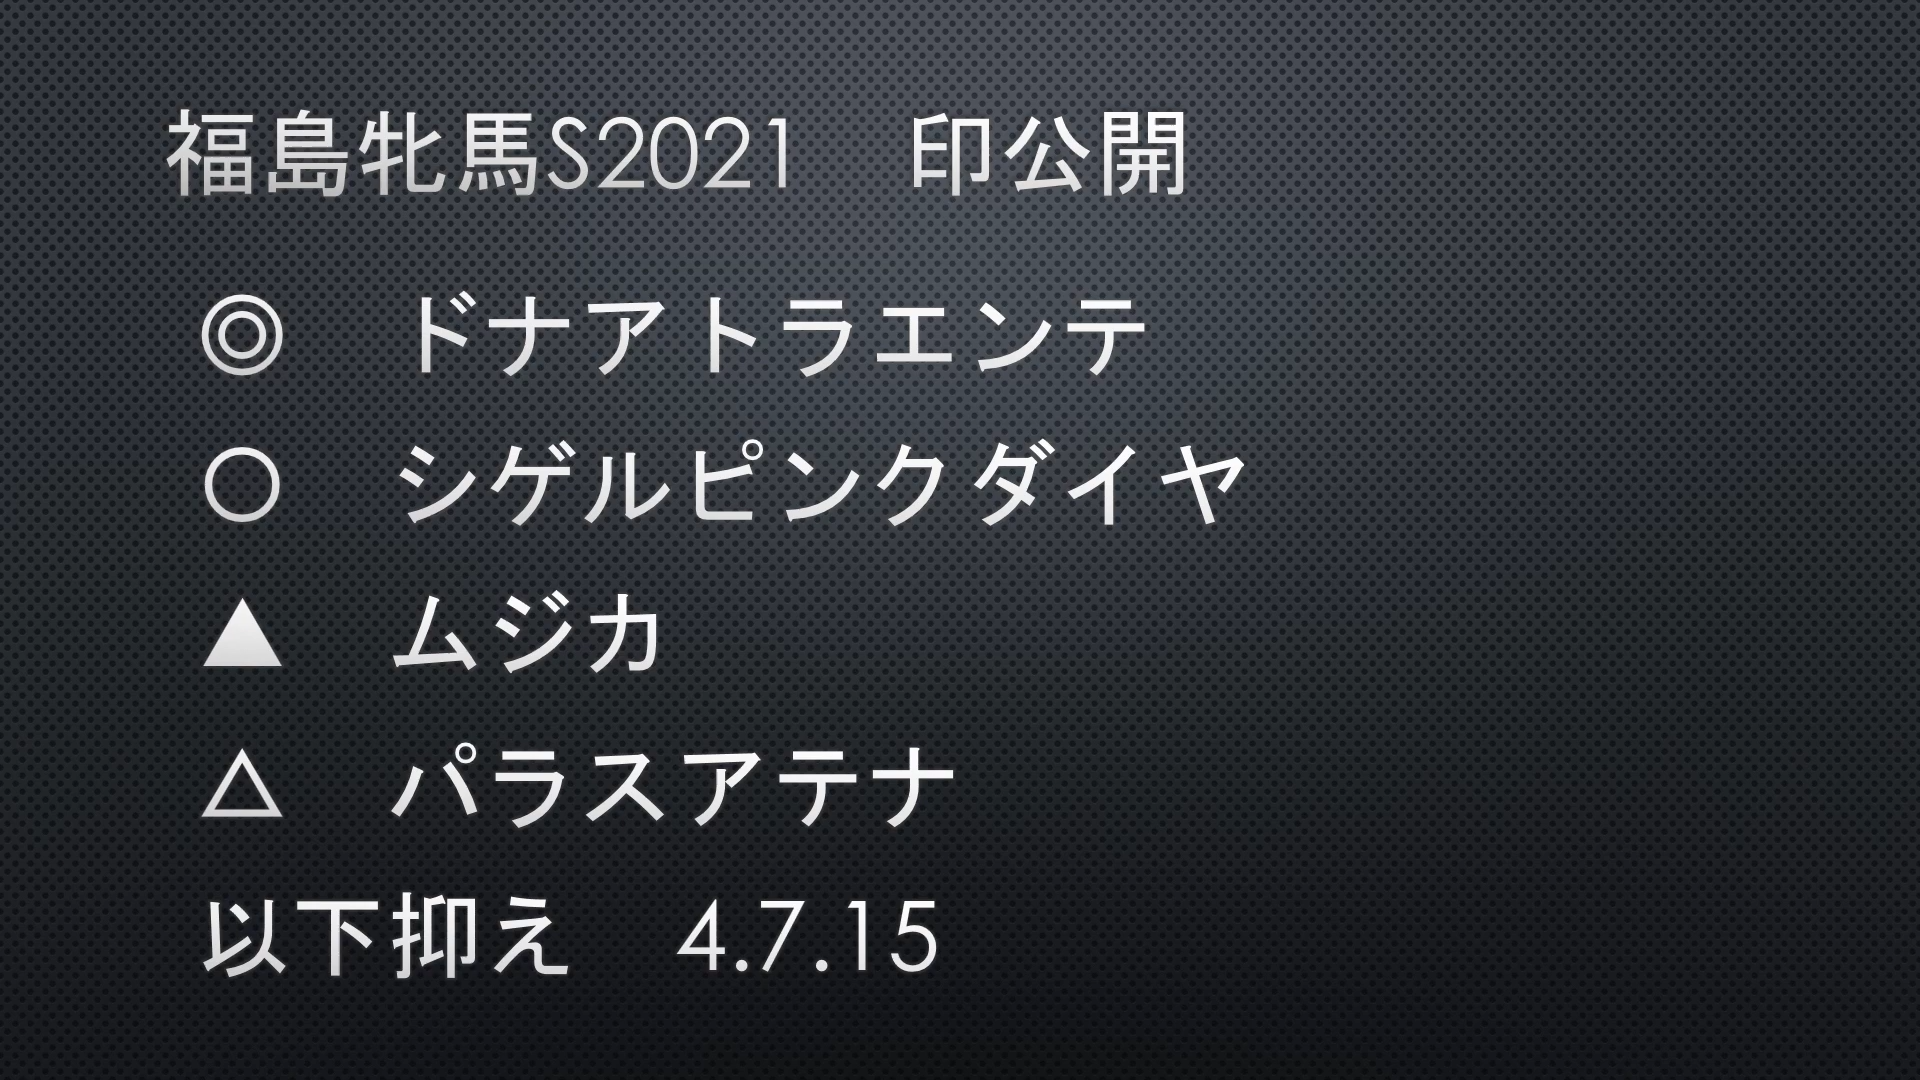 福島牝馬S2021　印公開
◎　ドナアトラエンテ
○　シゲルピンクダイヤ
▲　ムジカ
△　パラスアテナ
以下抑え　4.7.15